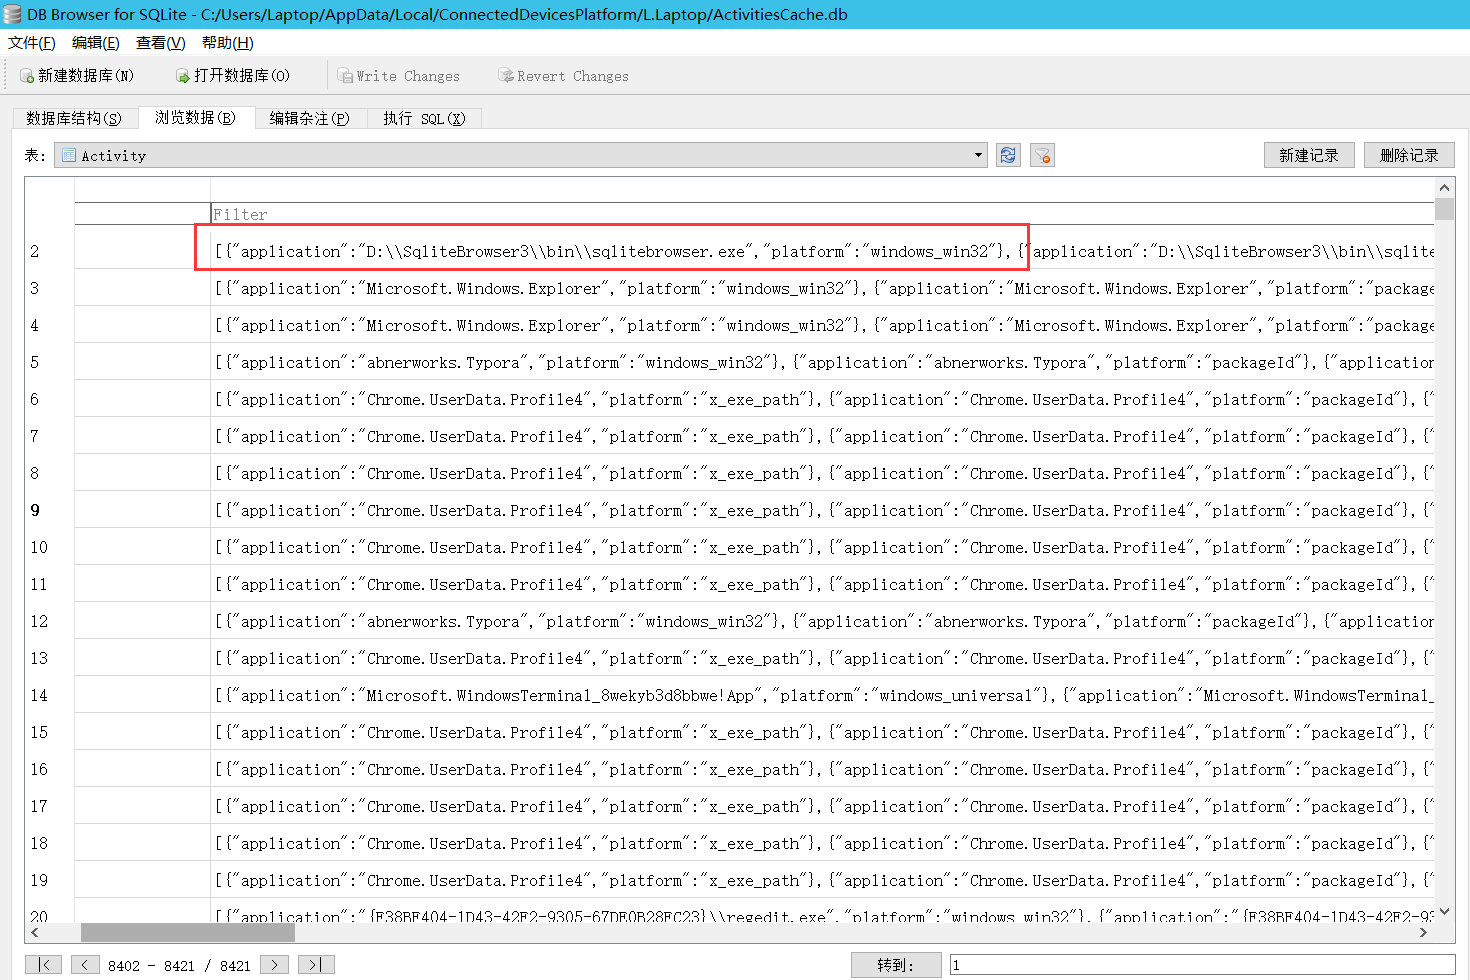 DB Browser for SQLite - C:/Users/Laptop/AppData/Local/ConnectedDevicesPlatform/L.Laptop/ActivitiesCache.db
文件(F) 编辑(E) 查看(V) 帮助(H)
新建数据库(N) 打开数据库(O) Write Changes Revert Changes
数据库结构(S) 浏览数据(B) 编辑杂注(P) 执行 SQL(X)
表: Activity 新建记录 删除记录
Filter
2 [{"application":"D:\\SqliteBrowser3\\bin\\sqlitebrowser.exe","platform":"windows_win32"},{"application":"D:\\SqliteBrowser3\\bin\\sqlite
3 [{"application":"Microsoft.Windows.Explorer","platform":"windows_win32"},{"application":"Microsoft.Windows.Explorer","platform":"package
4 [{"application":"Microsoft.Windows.Explorer","platform":"windows_win32"},{"application":"Microsoft.Windows.Explorer","platform":"package
5 [{"application":"abnerworks.Typora","platform":"windows_win32"},{"application":"abnerworks.Typora","platform":"packageId"},{"application
6 [{"application":"Chrome.UserData.Profile4","platform":"x_exe_path"},{"application":"Chrome.UserData.Profile4","platform":"packageId"},{"
7 [{"application":"Chrome.UserData.Profile4","platform":"x_exe_path"},{"application":"Chrome.UserData.Profile4","platform":"packageId"},{"
8 [{"application":"Chrome.UserData.Profile4","platform":"x_exe_path"},{"application":"Chrome.UserData.Profile4","platform":"packageId"},{"
9 [{"application":"Chrome.UserData.Profile4","platform":"x_exe_path"},{"application":"Chrome.UserData.Profile4","platform":"packageId"},{"
10 [{"application":"Chrome.UserData.Profile4","platform":"x_exe_path"},{"application":"Chrome.UserData.Profile4","platform":"packageId"},{"
11 [{"application":"Chrome.UserData.Profile4","platform":"x_exe_path"},{"application":"Chrome.UserData.Profile4","platform":"packageId"},{"
12 [{"application":"abnerworks.Typora","platform":"windows_win32"},{"application":"abnerworks.Typora","platform":"packageId"},{"application
13 [{"application":"Chrome.UserData.Profile4","platform":"x_exe_path"},{"application":"Chrome.UserData.Profile4","platform":"packageId"},{"
14 [{"application":"Microsoft.WindowsTerminal_8wekyb3d8bbwe!App","platform":"windows_universal"},{"application":"Microsoft.WindowsTerminal_
15 [{"application":"Chrome.UserData.Profile4","platform":"x_exe_path"},{"application":"Chrome.UserData.Profile4","platform":"packageId"},{"
16 [{"application":"Chrome.UserData.Profile4","platform":"x_exe_path"},{"application":"Chrome.UserData.Profile4","platform":"packageId"},{"
17 [{"application":"Chrome.UserData.Profile4","platform":"x_exe_path"},{"application":"Chrome.UserData.Profile4","platform":"packageId"},{"
18 [{"application":"Chrome.UserData.Profile4","platform":"x_exe_path"},{"application":"Chrome.UserData.Profile4","platform":"packageId"},{"
19 [{"application":"Chrome.UserData.Profile4","platform":"x_exe_path"},{"application":"Chrome.UserData.Profile4","platform":"packageId"},{"
20 [{"application":"{F38BF404-1D43-42F2-9305-67DE0B28FC23}\\regedit.exe","platform":"windows_win32"},{"application":"{F38BF404-1D43-42F2-93
8402 - 8421 / 8421 转到: 1